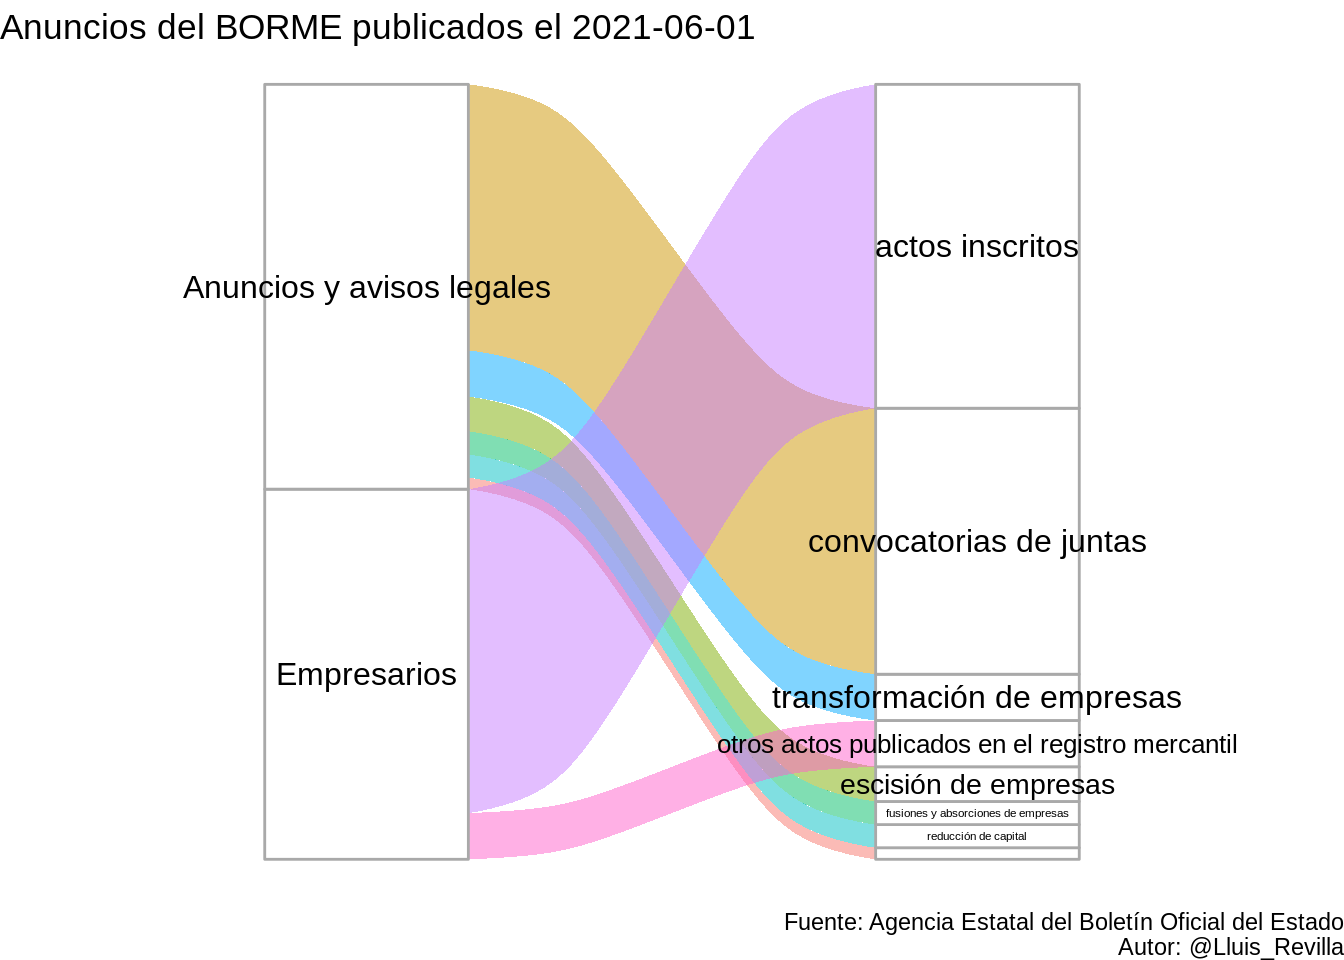 Anuncios del BORME publicados el 2021-06-01
Anuncios y avisos legales
Empresarios
actos inscritos
convocatorias de juntas
transformación de empresas
otros actos publicados en el registro mercantil
escisión de empresas
fusiones y absorciones de empresas
reducción de capital
Fuente: Agencia Estatal del Boletín Oficial del Estado
Autor: @Lluis_Revilla